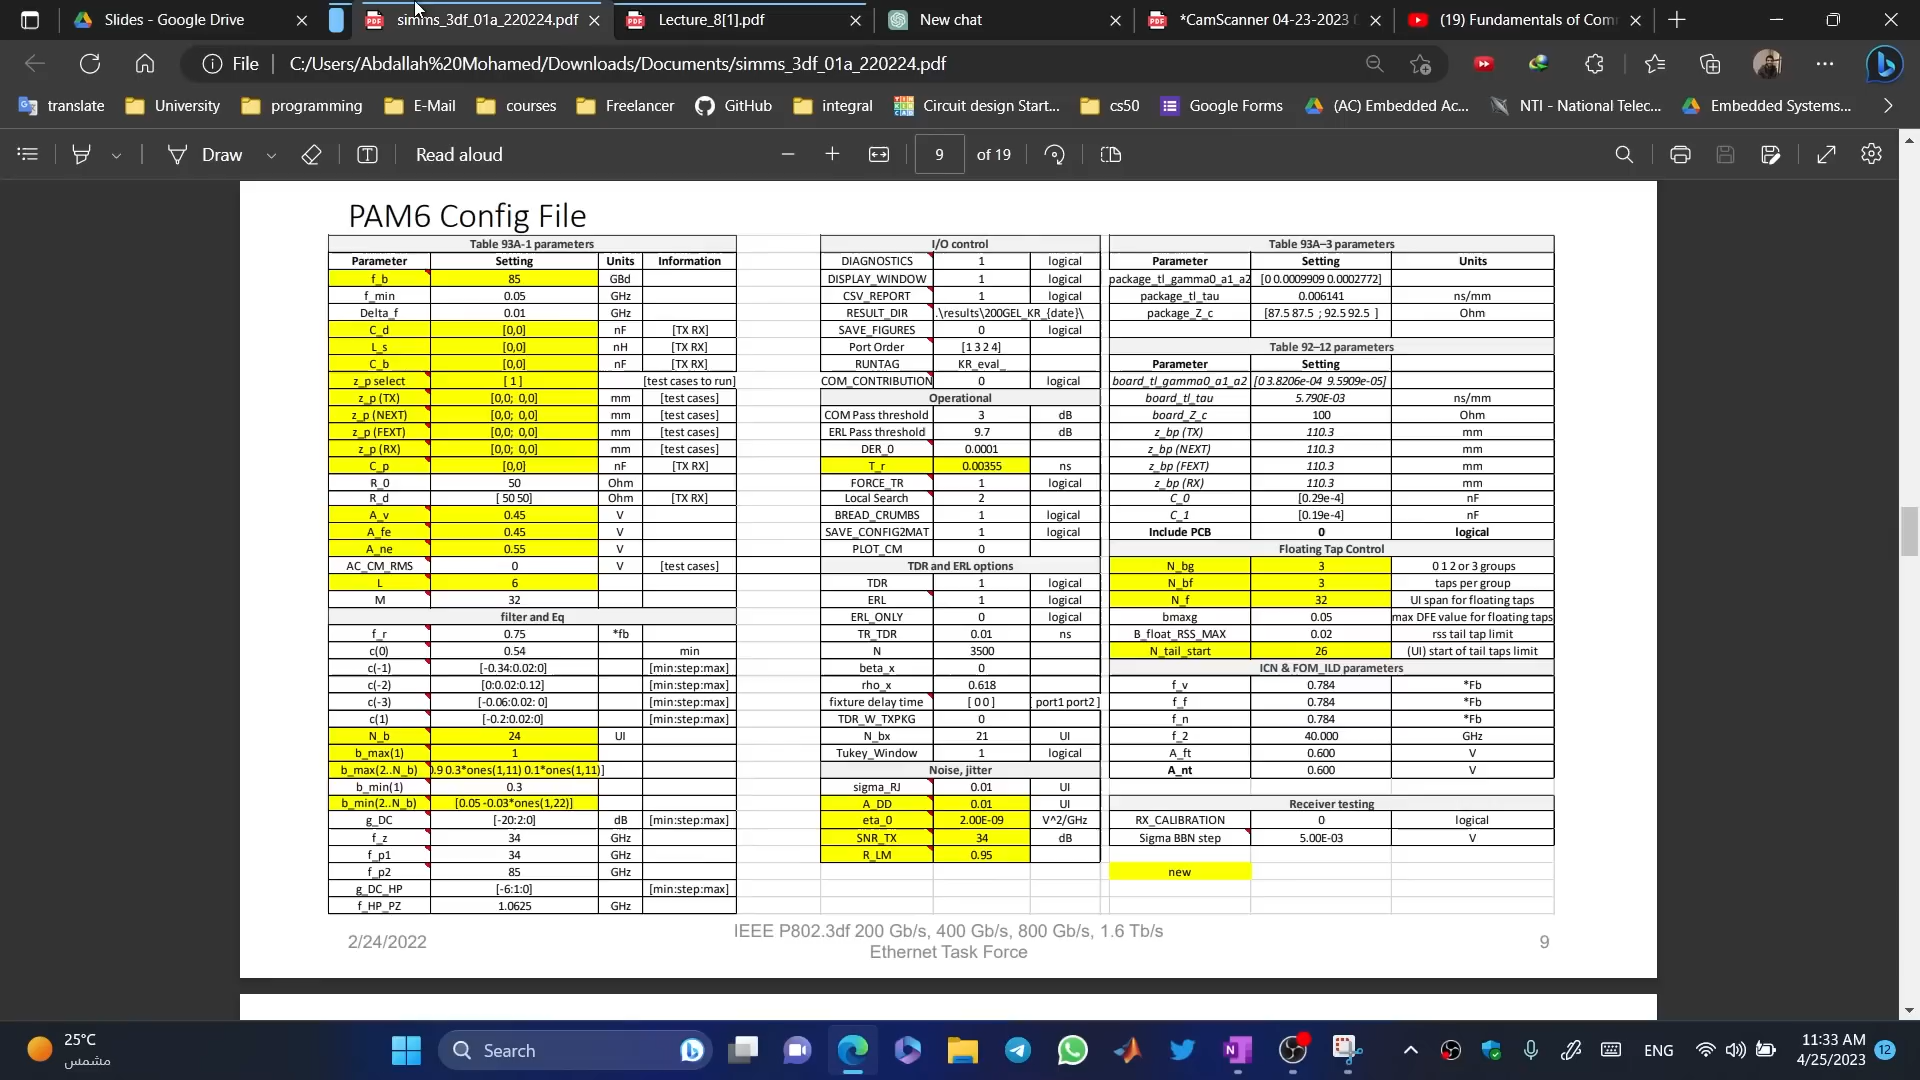 Slides - Google Drive
simms_3df_01a_220224.pdf
Lecture_8[1].pdf
New chat
*CamScanner 04-23-2023
(19) Fundamentals of Com
File
C:/Users/Abdallah%20Mohamed/Downloads/Documents/simms_3df_01a_220224.pdf
translate University programming E-Mail courses Freelancer GitHub integral Circuit design Start... cs50 Google Forms (AC) Embedded Ac... NTI - National Telec... Embedded Systems...
Draw Read aloud 9 of 19
PAM6 Config File
Table 93A-1 parameters
Parameter Setting Units Information
f_b 85 GBd
f_min 0.05 GHz
Delta_f 0.01 GHz
C_d [0,0] nF [TX RX]
L_s [0,0] nH [TX RX]
C_b [0,0] nF [TX RX]
z_p select [ 1 ] [test cases to run]
z_p (TX) [0,0; 0,0] mm [test cases]
z_p (NEXT) [0,0; 0,0] mm [test cases]
z_p (FEXT) [0,0; 0,0] mm [test cases]
z_p (RX) [0,0; 0,0] mm [test cases]
C_p [0,0] nF [TX RX]
R_0 50 Ohm
R_d [ 50 50] Ohm [TX RX]
A_v 0.45 V
A_fe 0.45 V
A_ne 0.55 V
AC_CM_RMS 0 V [test cases]
L 6
M 32
filter and Eq
f_r 0.75 *fb
c(0) 0.54 min
c(-1) [-0.34:0.02:0] [min:step:max]
c(-2) [0:0.02:0.12] [min:step:max]
c(-3) [-0.06:0.02: 0] [min:step:max]
c(1) [-0.2:0.02:0] [min:step:max]
N_b 24 UI
b_max(1) 1
b_max(2..N_b) 0.9 0.3*ones(1,11) 0.1*ones(1,11)]
b_min(1) 0.3
b_min(2..N_b) [0.05 -0.03*ones(1,22)]
g_DC [-20:2:0] dB [min:step:max]
f_z 34 GHz
f_p1 34 GHz
f_p2 85 GHz
g_DC_HP [-6:1:0] [min:step:max]
f_HP_PZ 1.0625 GHz
I/O control
DIAGNOSTICS 1 logical
DISPLAY_WINDOW 1 logical
CSV_REPORT 1 logical
RESULT_DIR .\results\200GEL_KR_{date}\
SAVE_FIGURES 0 logical
Port Order [1 3 2 4]
RUNTAG KR_eval_
COM_CONTRIBUTION 0 logical
Operational
COM Pass threshold 3 dB
ERL Pass threshold 9.7 dB
DER_0 0.0001
T_r 0.00355 ns
FORCE_TR 1 logical
Local Search 2
BREAD_CRUMBS 1 logical
SAVE_CONFIG2MAT 1 logical
PLOT_CM 0
TDR and ERL options
TDR 1 logical
ERL 1 logical
ERL_ONLY 0 logical
TR_TDR 0.01 ns
N 3500
beta_x 0
rho_x 0.618
fixture delay time [ 0 0 ] [ port1 port2 ]
TDR_W_TXPKG 0
N_bx 21 UI
Tukey_Window 1 logical
Noise, jitter
sigma_RJ 0.01 UI
A_DD 0.01 UI
eta_0 2.00E-09 V^2/GHz
SNR_TX 34 dB
R_LM 0.95
Table 93A–3 parameters
Parameter Setting Units
package_tl_gamma0_a1_a2 [0 0.0009909 0.0002772]
package_tl_tau 0.006141 ns/mm
package_Z_c [87.5 87.5 ; 92.5 92.5 ] Ohm
Table 92–12 parameters
Parameter Setting
board_tl_gamma0_a1_a2 [0 3.8206e-04 9.5909e-05]
board_tl_tau 5.790E-03 ns/mm
board_Z_c 100 Ohm
z_bp (TX) 110.3 mm
z_bp (NEXT) 110.3 mm
z_bp (FEXT) 110.3 mm
z_bp (RX) 110.3 mm
C_0 [0.29e-4] nF
C_1 [0.19e-4] nF
Include PCB 0 logical
Floating Tap Control
N_bg 3 0 1 2 or 3 groups
N_bf 3 taps per group
N_f 32 UI span for floating taps
bmaxg 0.05 max DFE value for floating taps
B_float_RSS_MAX 0.02 rss tail tap limit
N_tail_start 26 (UI) start of tail taps limit
ICN & FOM_ILD parameters
f_v 0.784 *Fb
f_f 0.784 *Fb
f_n 0.784 *Fb
f_2 40.000 GHz
A_ft 0.600 V
A_nt 0.600 V
Receiver testing
RX_CALIBRATION 0 logical
Sigma BBN step 5.00E-03 V
new
2/24/2022
IEEE P802.3df 200 Gb/s, 400 Gb/s, 800 Gb/s, 1.6 Tb/s
Ethernet Task Force
9
25°C
مشمس
Search
ENG
11:33 AM
4/25/2023
12